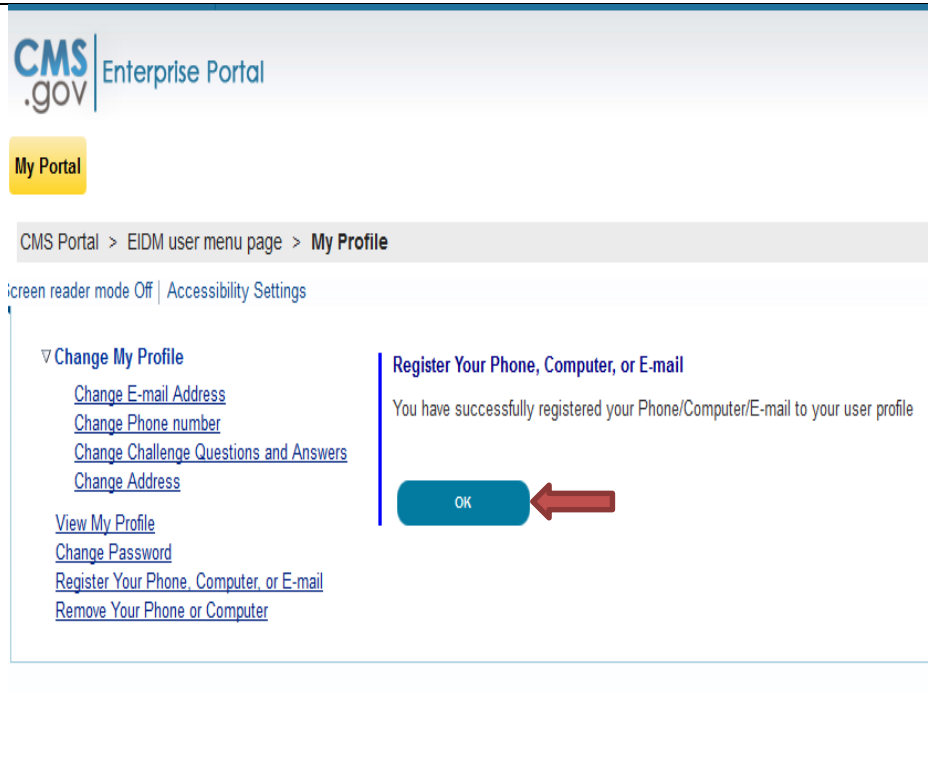 CMS
.gov
Enterprise Portal
My Portal
CMS Portal > EIDM user menu page > My Profile
Screen reader mode Off | Accessibility Settings
▽ Change My Profile
Change E-mail Address
Change Phone number
Change Challenge Questions and Answers
Change Address
View My Profile
Change Password
Register Your Phone, Computer, or E-mail
Remove Your Phone or Computer
Register Your Phone, Computer, or E-mail
You have successfully registered your Phone/Computer/E-mail to your user profile
OK